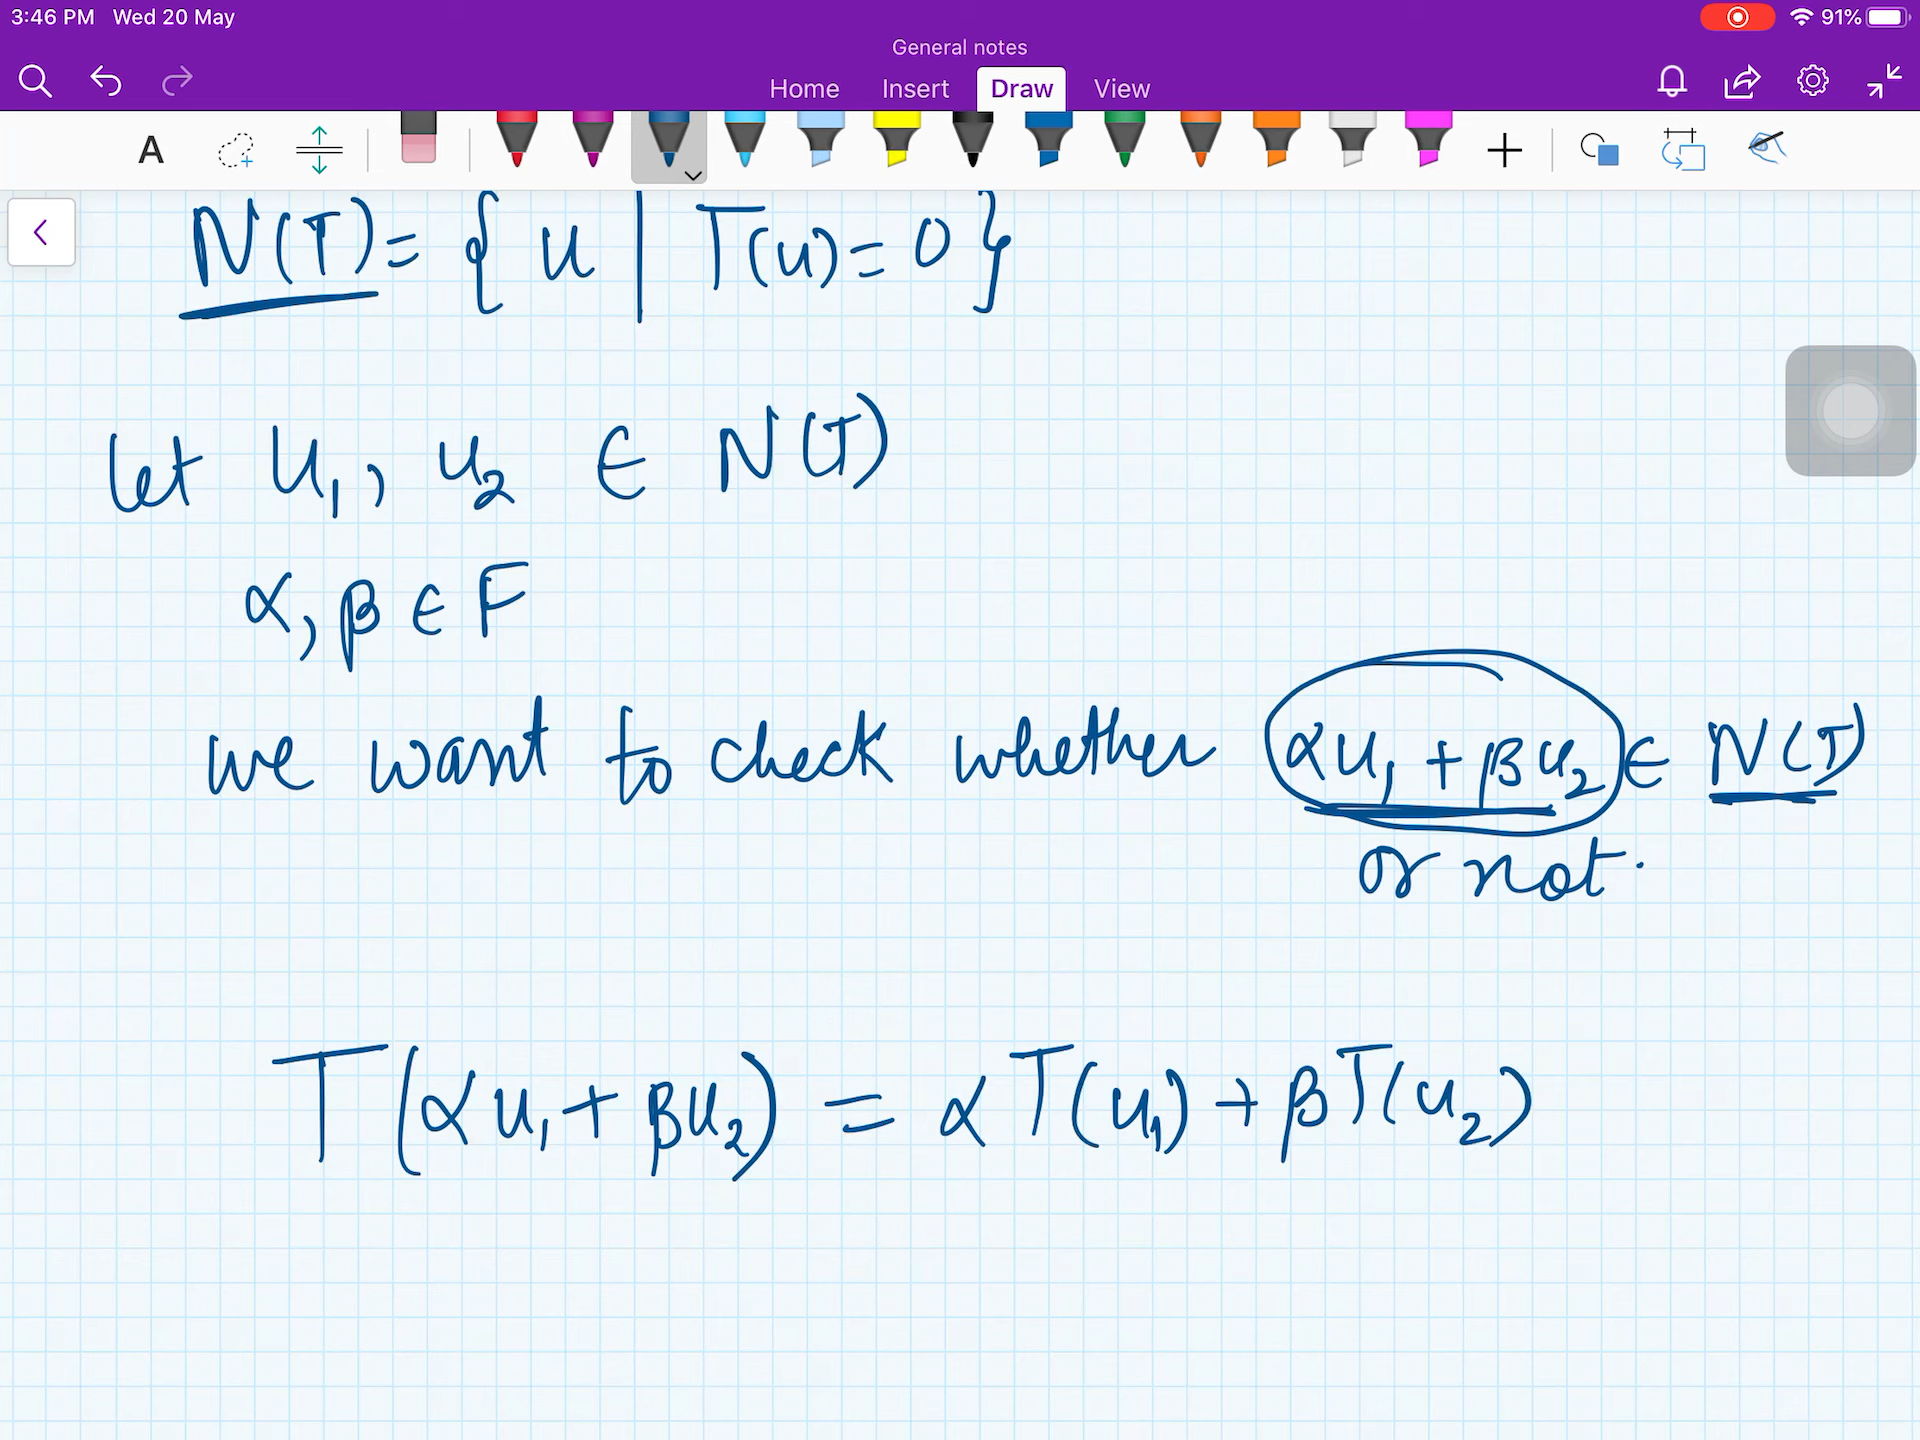 3:46 PM Wed 20 May 91%
General notes
Home Insert Draw View
A
N(T) = { u | T(u) = 0 }
let u₁, u₂ ∈ N(T)
α, β ∈ F
we want to check whether αu₁ + βu₂ ∈ N(T)
or not.
T(αu₁ + βu₂) = αT(u₁) + βT(u₂)